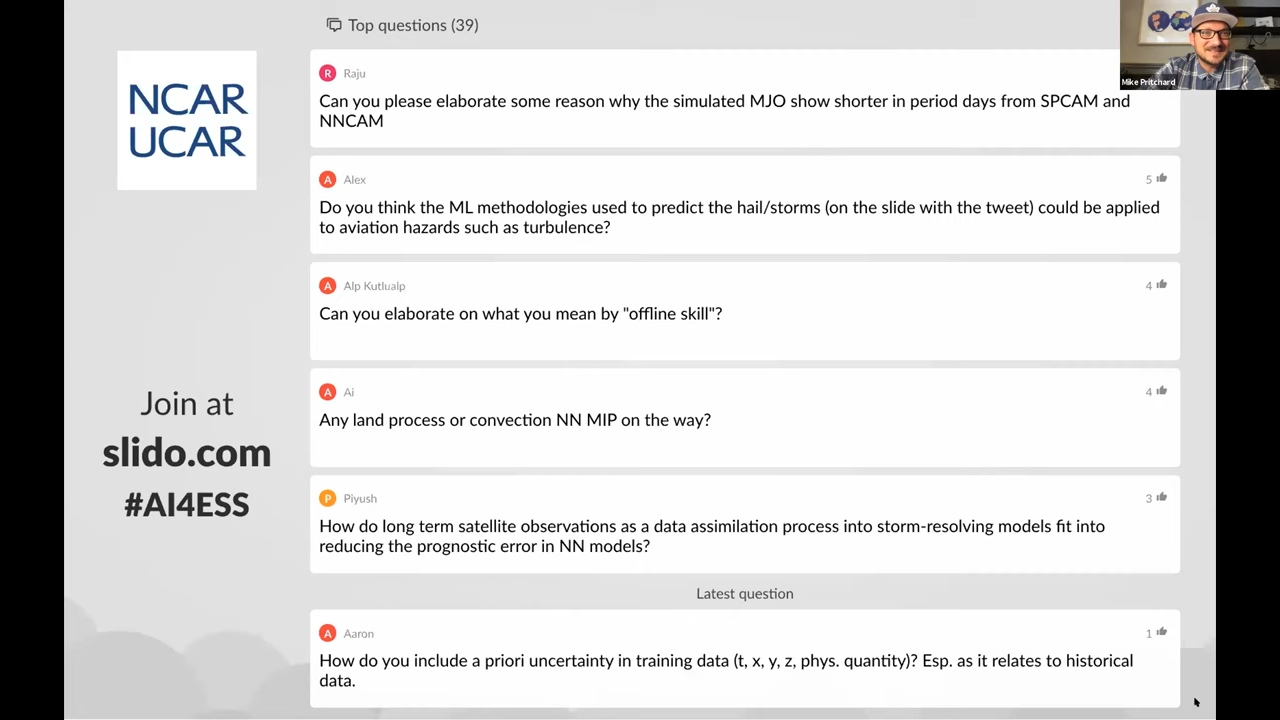 Top questions (39)
NCAR
UCAR
Join at
slido.com
#AI4ESS
R Raju
Can you please elaborate some reason why the simulated MJO show shorter in period days from SPCAM and
NNCAM
Mike Pritchard
A Alex 5
Do you think the ML methodologies used to predict the hail/storms (on the slide with the tweet) could be applied
to aviation hazards such as turbulence?
A Alp Kutlualp 4
Can you elaborate on what you mean by "offline skill"?
A Ai 4
Any land process or convection NN MIP on the way?
P Piyush 3
How do long term satellite observations as a data assimilation process into storm-resolving models fit into
reducing the prognostic error in NN models?
Latest question
A Aaron 1
How do you include a priori uncertainty in training data (t, x, y, z, phys. quantity)? Esp. as it relates to historical
data.